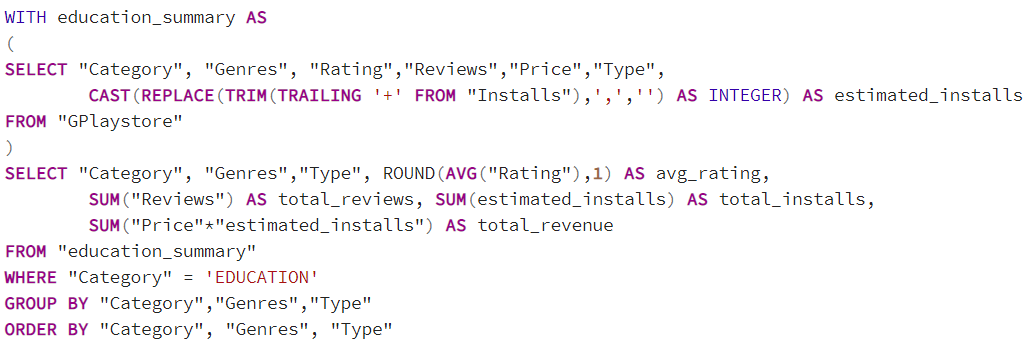 WITH education_summary AS
(
SELECT "Category", "Genres", "Rating","Reviews","Price","Type",
CAST(REPLACE(TRIM(TRAILING '+' FROM "Installs"),',','') AS INTEGER) AS estimated_installs
FROM "GPlaystore"
)
SELECT "Category", "Genres","Type", ROUND(AVG("Rating"),1) AS avg_rating,
SUM("Reviews") AS total_reviews, SUM(estimated_installs) AS total_installs,
SUM("Price"*"estimated_installs") AS total_revenue
FROM "education_summary"
WHERE "Category" = 'EDUCATION'
GROUP BY "Category","Genres","Type"
ORDER BY "Category", "Genres", "Type"